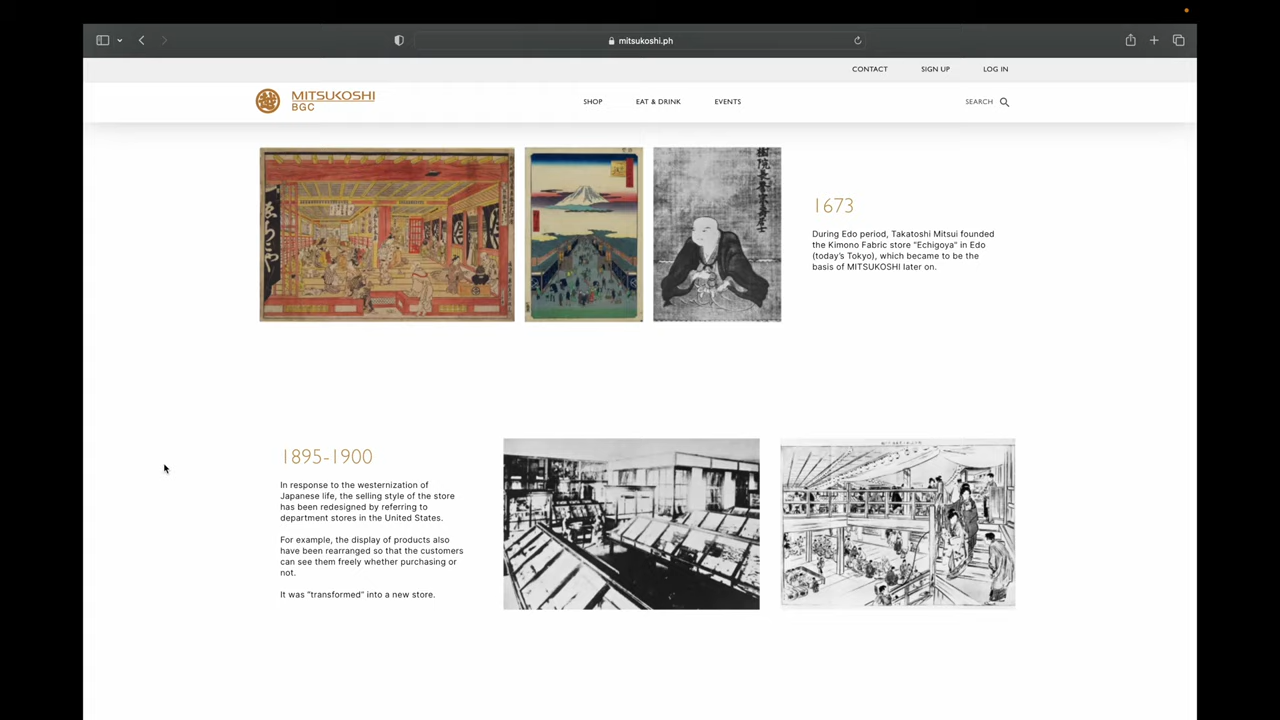 mitsukoshi.ph
CONTACT SIGN UP LOG IN
MITSUKOSHI
BGC
SHOP EAT & DRINK EVENTS
SEARCH
1673
During Edo period, Takatoshi Mitsui founded
the Kimono Fabric store "Echigoya" in Edo
(today's Tokyo), which became to be the
basis of MITSUKOSHI later on.
1895-1900
In response to the westernization of
Japanese life, the selling style of the store
has been redesigned by referring to
department stores in the United States.
For example, the display of products also
have been rearranged so that the customers
can see them freely whether purchasing or
not.
It was "transformed" into a new store.